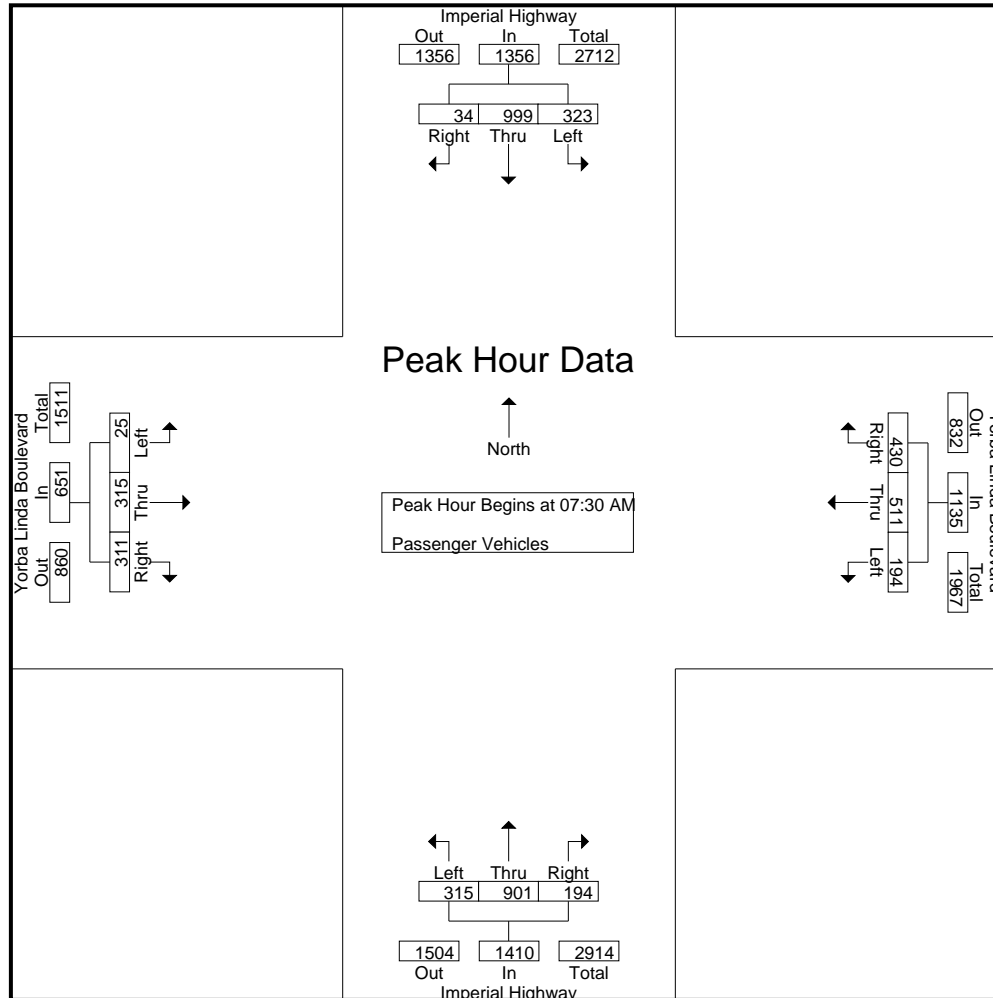 Imperial Highway
Out In Total
1356 1356 2712
34 999 323
Right Thru Left
Peak Hour Data
North
Peak Hour Begins at 07:30 AM
Passenger Vehicles
Yorba Linda Boulevard
Total In Out
1511 651 860
25 315 311
Left Thru Right
Yorba Linda Boulevard
Out In Total
832 1135 1967
430 511 194
Right Thru Left
Left Thru Right
315 901 194
1504 1410 2914
Out In Total
Imperial Highway